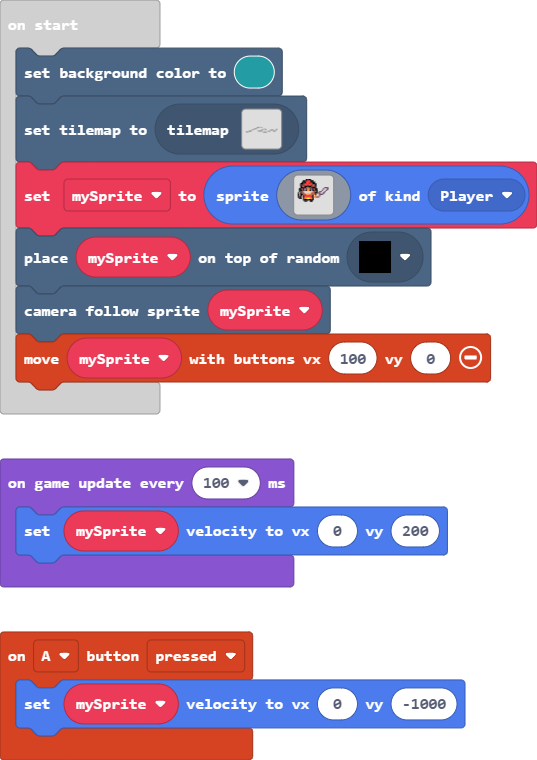 on start
set background color to
set tilemap to tilemap
set mySprite to sprite of kind Player
place mySprite on top of random
camera follow sprite mySprite
move mySprite with buttons vx 100 vy 0
on game update every 100 ms
set mySprite velocity to vx 0 vy 200
on A button pressed
set mySprite velocity to vx 0 vy -1000